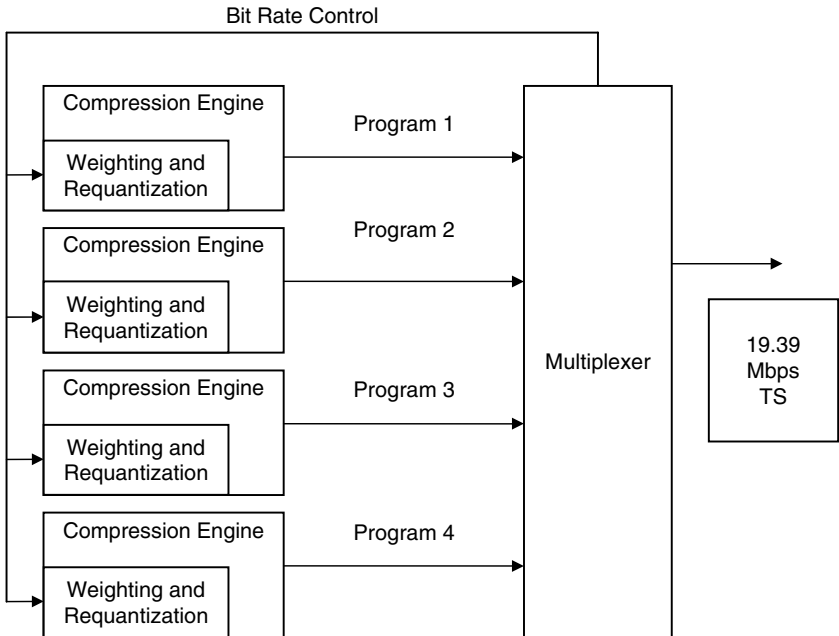 Bit Rate Control
Compression Engine
Weighting and
Requantization
Program 1
Compression Engine
Weighting and
Requantization
Program 2
Compression Engine
Weighting and
Requantization
Program 3
Compression Engine
Weighting and
Requantization
Program 4
Multiplexer
19.39
Mbps
TS